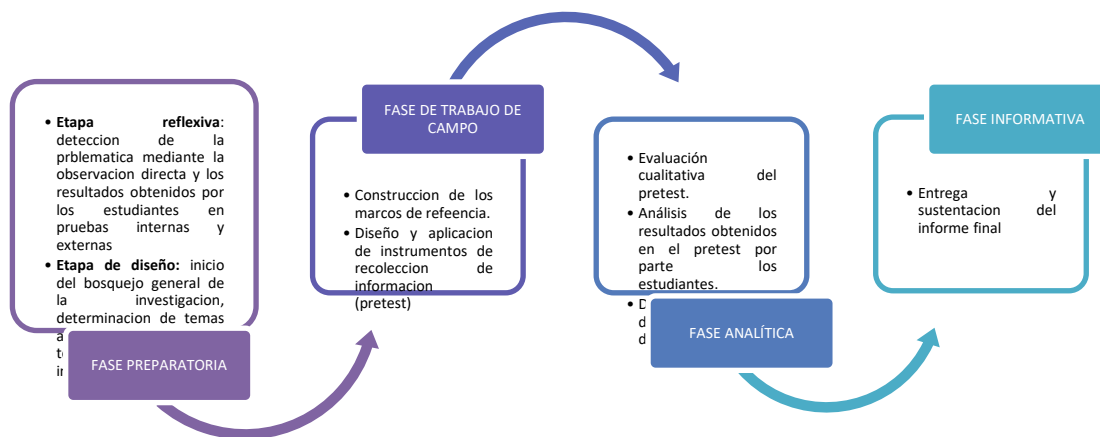 • Etapa reflexiva:
deteccion de la
prblematica mediante la
observacion directa y los
resultados obtenidos por
los estudiantes en
pruebas internas y
externas
• Etapa de diseño: inicio
del bosquejo general de
la investigacion,
determinacion de temas
FASE PREPARATORIA
FASE DE TRABAJO DE
CAMPO
• Construccion de los
marcos de refeencia.
• Diseño y aplicacion
de instrumentos de
recoleccion de
informacion
(pretest)
• Evaluación
cualitativa del
pretest.
• Análisis de los
resultados obtenidos
en el pretest por
parte los
estudiantes.
FASE ANALÍTICA
FASE INFORMATIVA
• Entrega y
sustentacion del
informe final